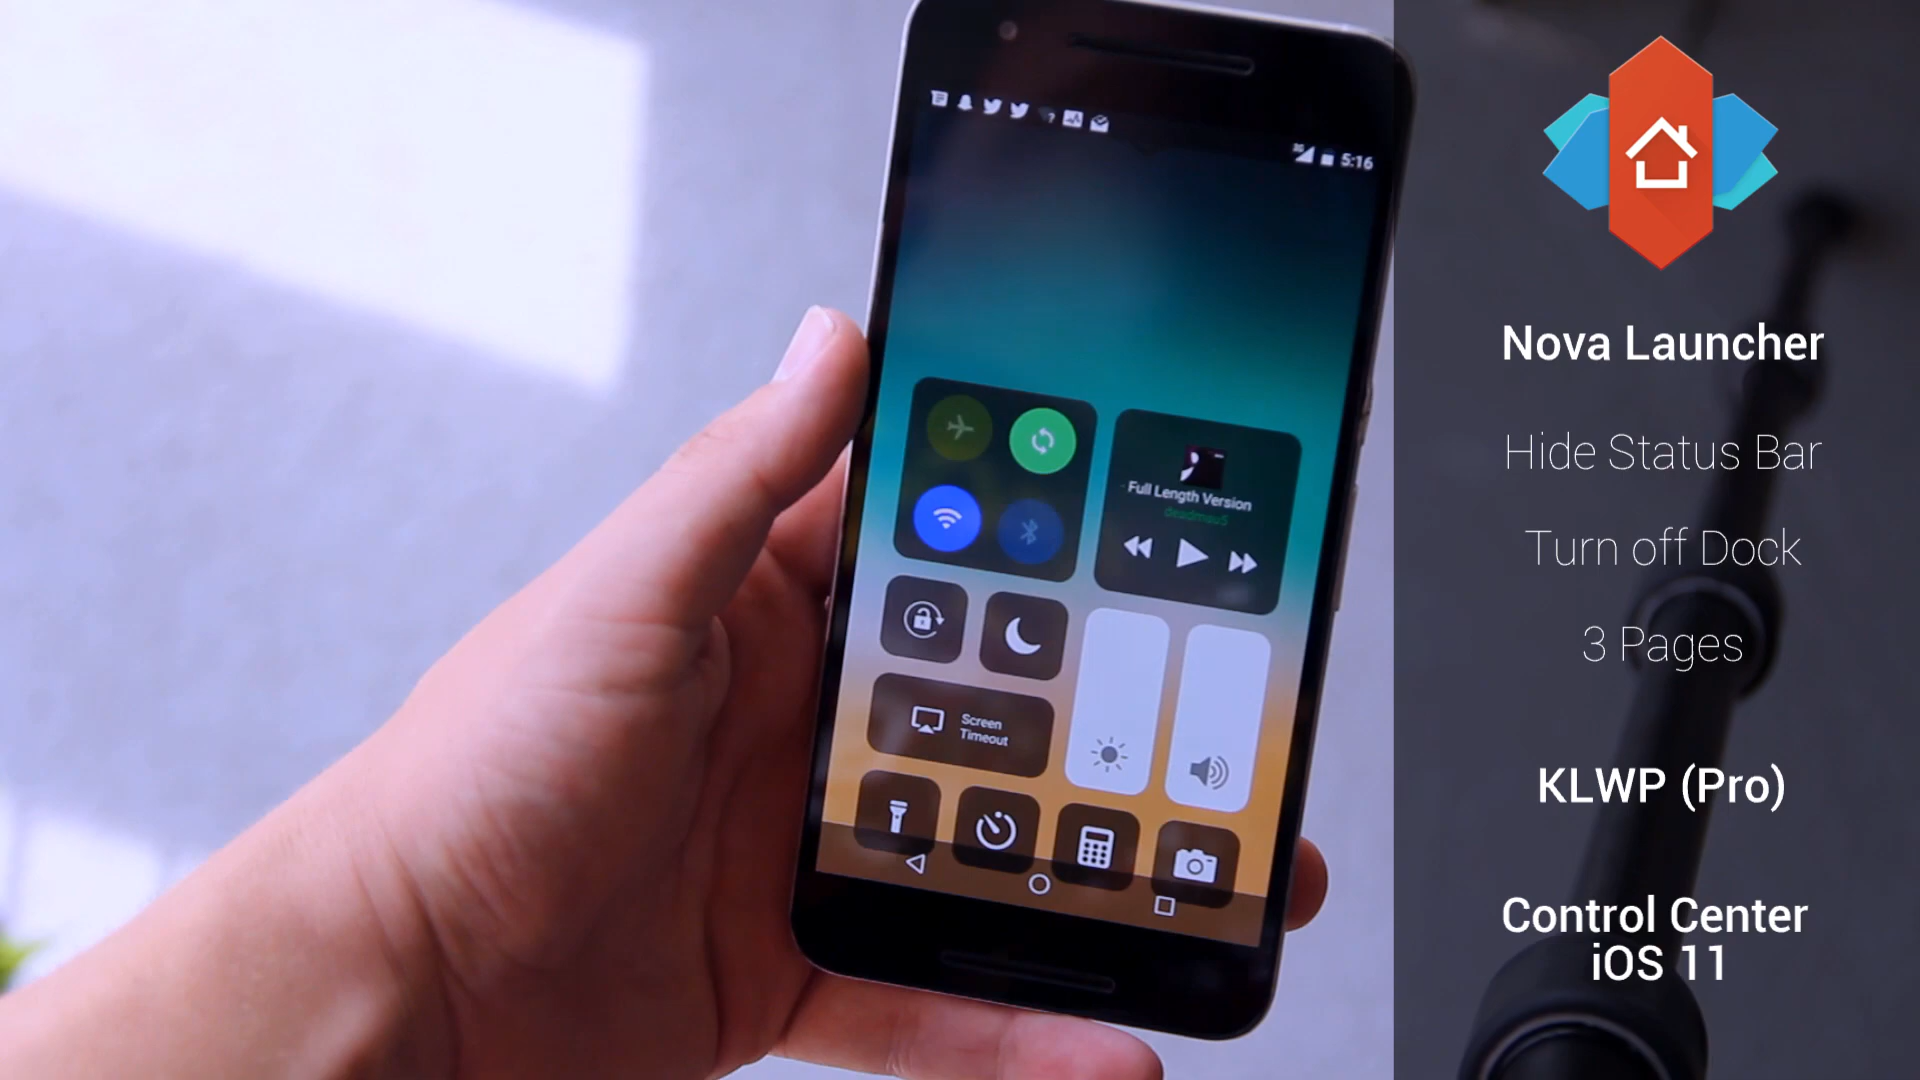 5:16
Full Length Version
deadmau5
Screen
Timeout
Nova Launcher
Hide Status Bar
Turn off Dock
3 Pages
KLWP (Pro)
Control Center
iOS 11